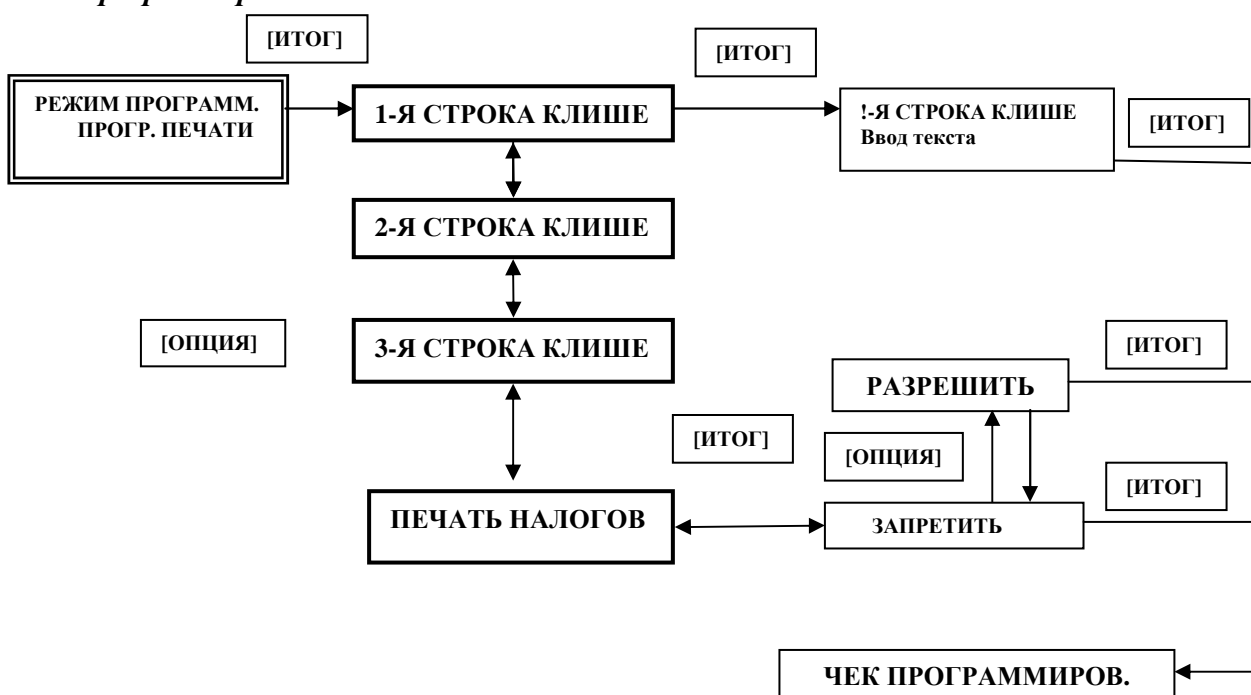 [ИТОГ]
[ИТОГ]
РЕЖИМ ПРОГРАММ.
ПРОГР. ПЕЧАТИ
1-Я СТРОКА КЛИШЕ
!-Я СТРОКА КЛИШЕ
Ввод текста
[ИТОГ]
2-Я СТРОКА КЛИШЕ
[ОПЦИЯ]
3-Я СТРОКА КЛИШЕ
[ИТОГ]
РАЗРЕШИТЬ
[ИТОГ]
[ОПЦИЯ]
[ИТОГ]
ПЕЧАТЬ НАЛОГОВ
ЗАПРЕТИТЬ
ЧЕК ПРОГРАММИРОВ.